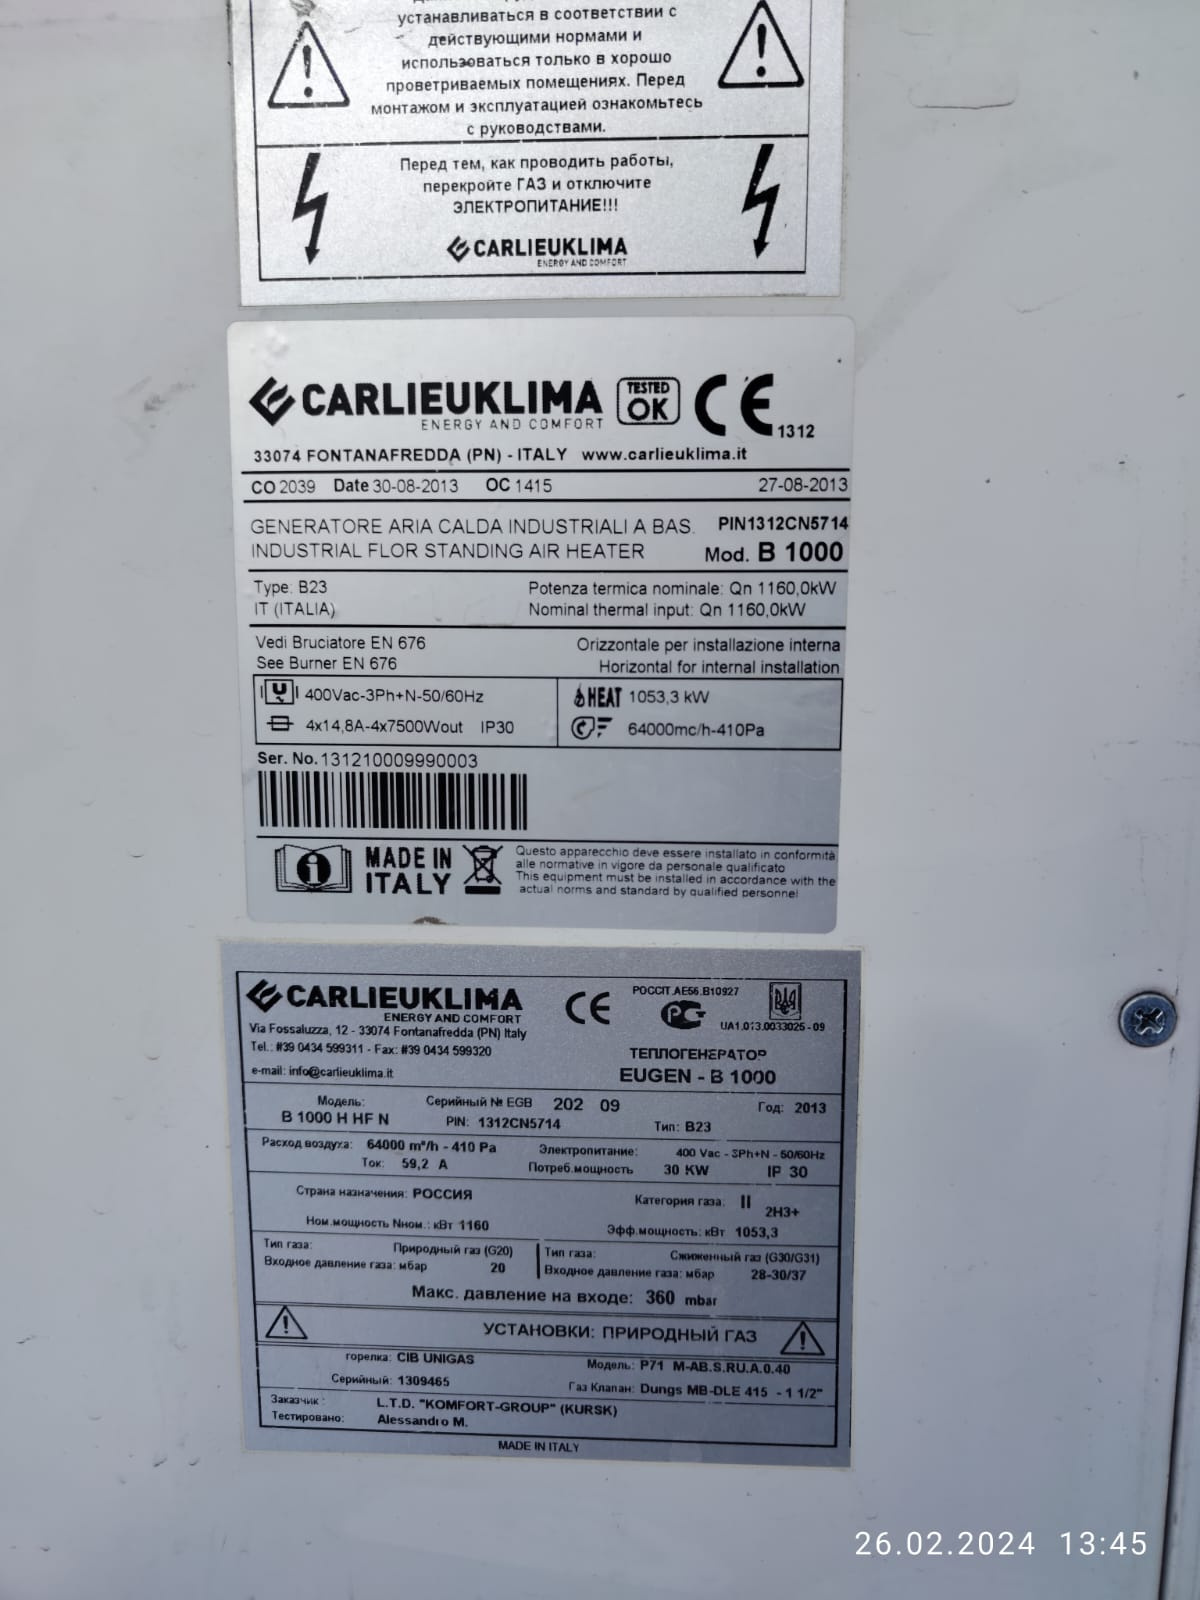 устанавливаться в соответствии с
действующими нормами и
использоваться только в хорошо
проветриваемых помещениях. Перед
монтажом и эксплуатацией ознакомьтесь
с руководствами.
Перед тем, как проводить работы,
перекройте ГАЗ и отключите
ЭЛЕКТРОПИТАНИЕ!!!
CARLIEUKLIMA
ENERGY AND COMFORT
CARLIEUKLIMA TESTED OK CE 1312
ENERGY AND COMFORT
33074 FONTANAFREDDA (PN) - ITALY www.carlieuklima.it
CO 2039 Date 30-08-2013 OC 1415 27-08-2013
GENERATORE ARIA CALDA INDUSTRIALI A BAS. PIN1312CN5714
INDUSTRIAL FLOR STANDING AIR HEATER Mod. B 1000
Type: B23 Potenza termica nominale: Qn 1160,0kW
IT (ITALIA) Nominal thermal input: Qn 1160,0kW
Vedi Bruciatore EN 676 Orizzontale per installazione interna
See Burner EN 676 Horizontal for internal installation
400Vac-3Ph+N-50/60Hz HEAT 1053,3 kW
4x14,8A-4x7500Wout IP30 64000mc/h-410Pa
Ser. No.131210009990003
MADE IN ITALY
Questo apparecchio deve essere installato in conformità
alle normative in vigore da personale qualificato
This equipment must be installed in accordance with the
actual norms and standard by qualified personnel
CARLIEUKLIMA CE РОССIT.АЕ56.В10927
ENERGY AND COMFORT
Via Fossaluzza, 12 - 33074 Fontanafredda (PN) Italy UA1.013.0033025 - 09
Tel.: #39 0434 599311 - Fax: #39 0434 599320
e-mail: info@carlieuklima.it
ТЕПЛОГЕНЕРАТОР
EUGEN - B 1000
Модель: Серийный № EGB 202 09 Год: 2013
B 1000 H HF N PIN: 1312CN5714 Тип: B23
Расход воздуха: 64000 m³/h - 410 Pa Электропитание: 400 Vac - 3Ph+N - 50/60Hz
Ток: 59,2 A Потреб.мощность 30 KW IP 30
Страна назначения: РОССИЯ Категория газа: II 2H3+
Ном.мощность Nном.: кВт 1160 Эфф.мощность: кВт 1053,3
Тип газа: Природный газ (G20) Тип газа: Сжиженный газ (G30/G31)
Входное давление газа: мбар 20 Входное давление газа: мбар 28-30/37
Макс. давление на входе: 360 mbar
УСТАНОВКИ: ПРИРОДНЫЙ ГАЗ
горелка: CIB UNIGAS Модель: P71 M-AB.S.RU.A.0.40
Серийный: 1309465 Газ Клапан: Dungs MB-DLE 415 - 1 1/2"
Заказчик : L.T.D. "KOMFORT-GROUP" (KURSK)
Тестировано: Alessandro M.
MADE IN ITALY
26.02.2024 13:45